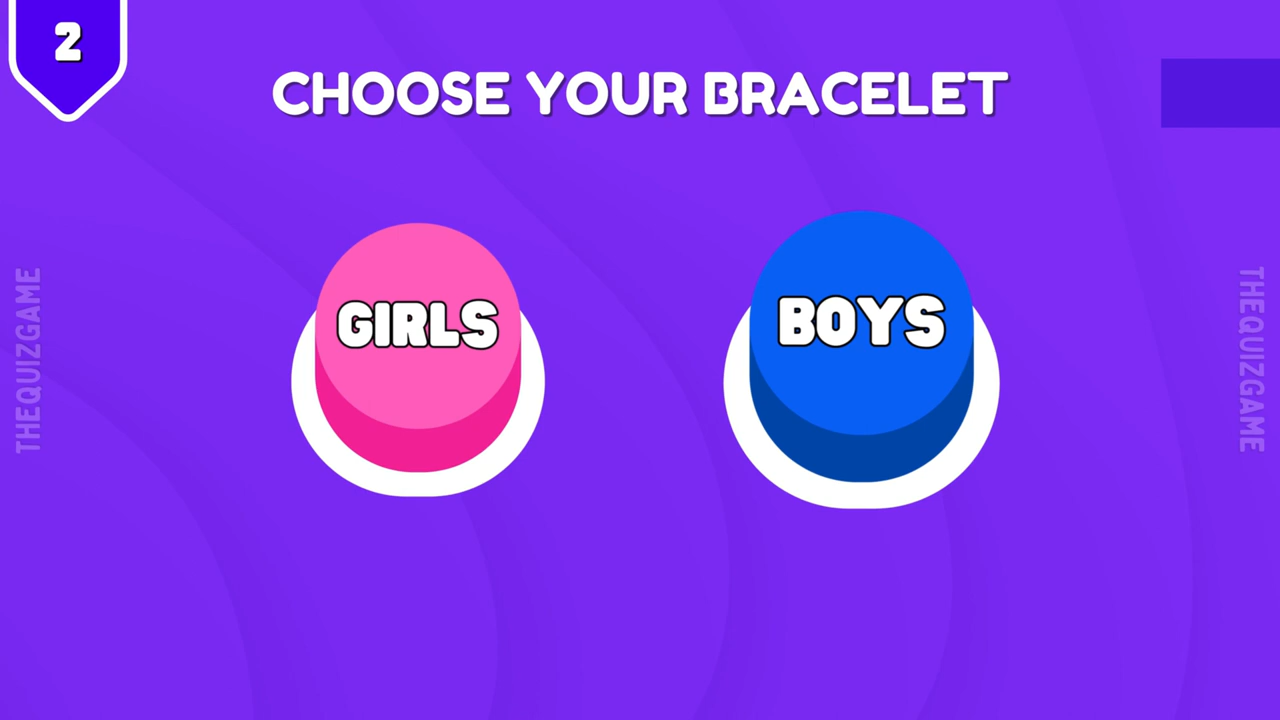 2
CHOOSE YOUR BRACELET
THEQUIZGAME
GIRLS
BOYS
THEQUIZGAME